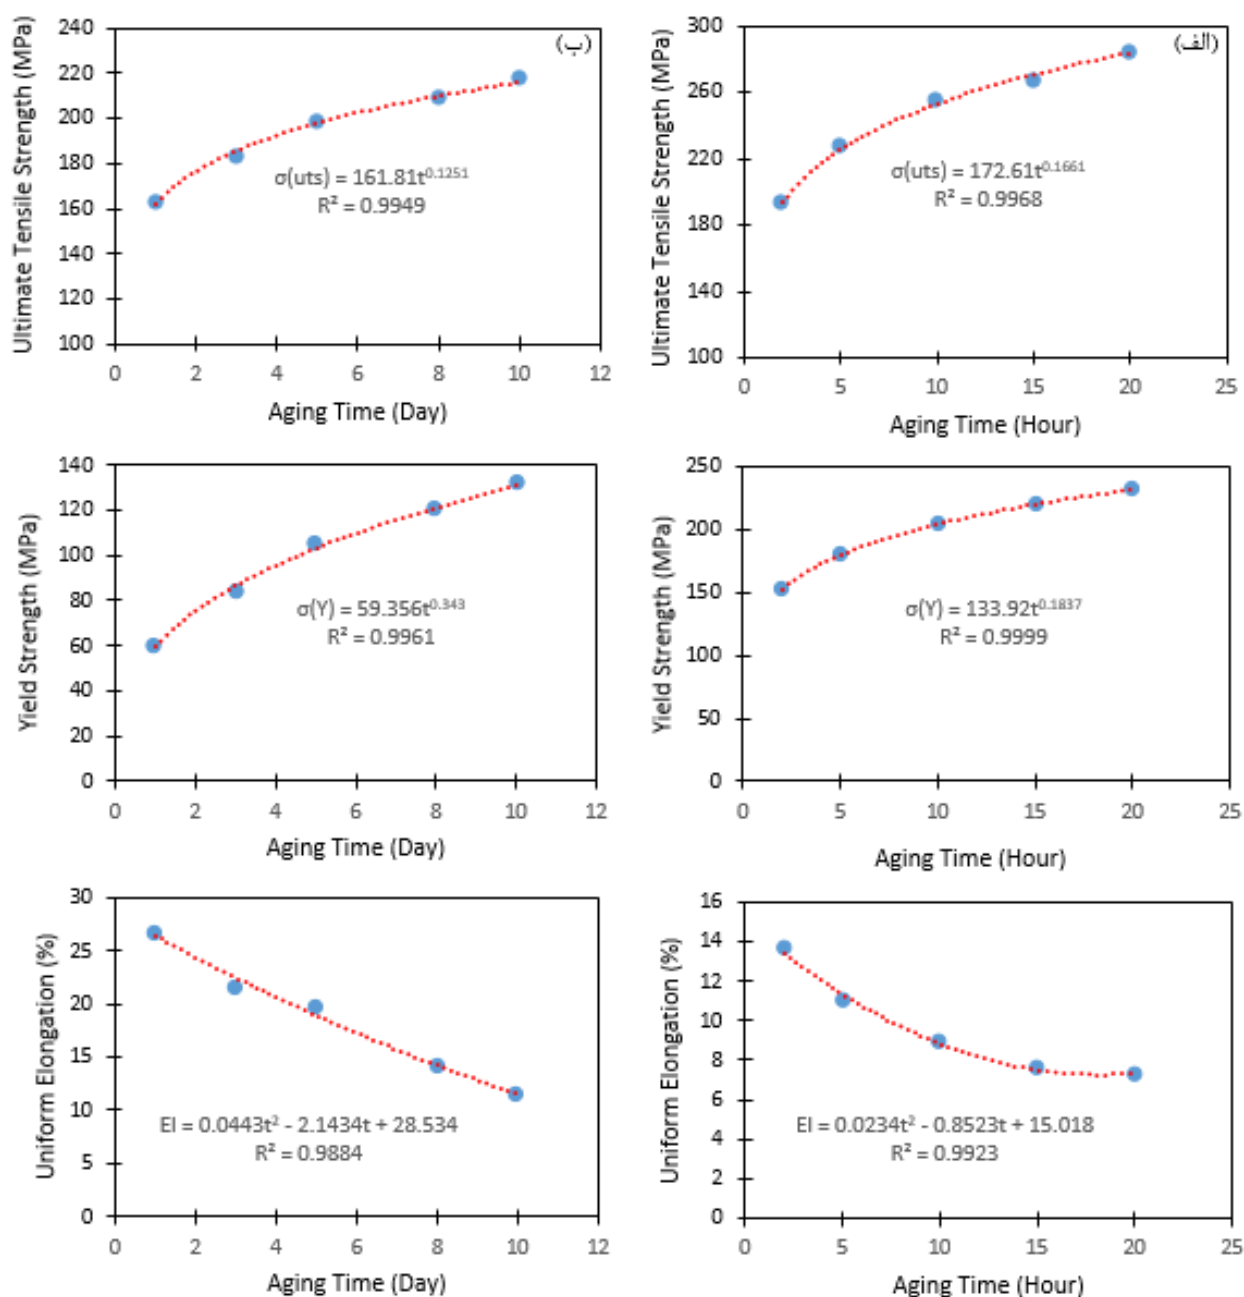 (ب)
Ultimate Tensile Strength (MPa)
240
220
200
180
160
140
120
100
σ(uts) = 161.81t^0.1251
R² = 0.9949
0 2 4 6 8 10 12
Aging Time (Day)
(الف)
Ultimate Tensile Strength (MPa)
300
260
220
180
140
100
σ(uts) = 172.61t^0.1661
R² = 0.9968
0 5 10 15 20 25
Aging Time (Hour)
Yield Strength (MPa)
140
120
100
80
60
40
20
0
σ(Y) = 59.356t^0.343
R² = 0.9961
0 2 4 6 8 10 12
Aging Time (Day)
Yield Strength (MPa)
250
200
150
100
50
0
σ(Y) = 133.92t^0.1837
R² = 0.9999
0 5 10 15 20 25
Aging Time (Hour)
Uniform Elongation (%)
30
25
20
15
10
5
0
El = 0.0443t² - 2.1434t + 28.534
R² = 0.9884
0 2 4 6 8 10 12
Aging Time (Day)
Uniform Elongation (%)
16
14
12
10
8
6
4
2
0
El = 0.0234t² - 0.8523t + 15.018
R² = 0.9923
0 5 10 15 20 25
Aging Time (Hour)